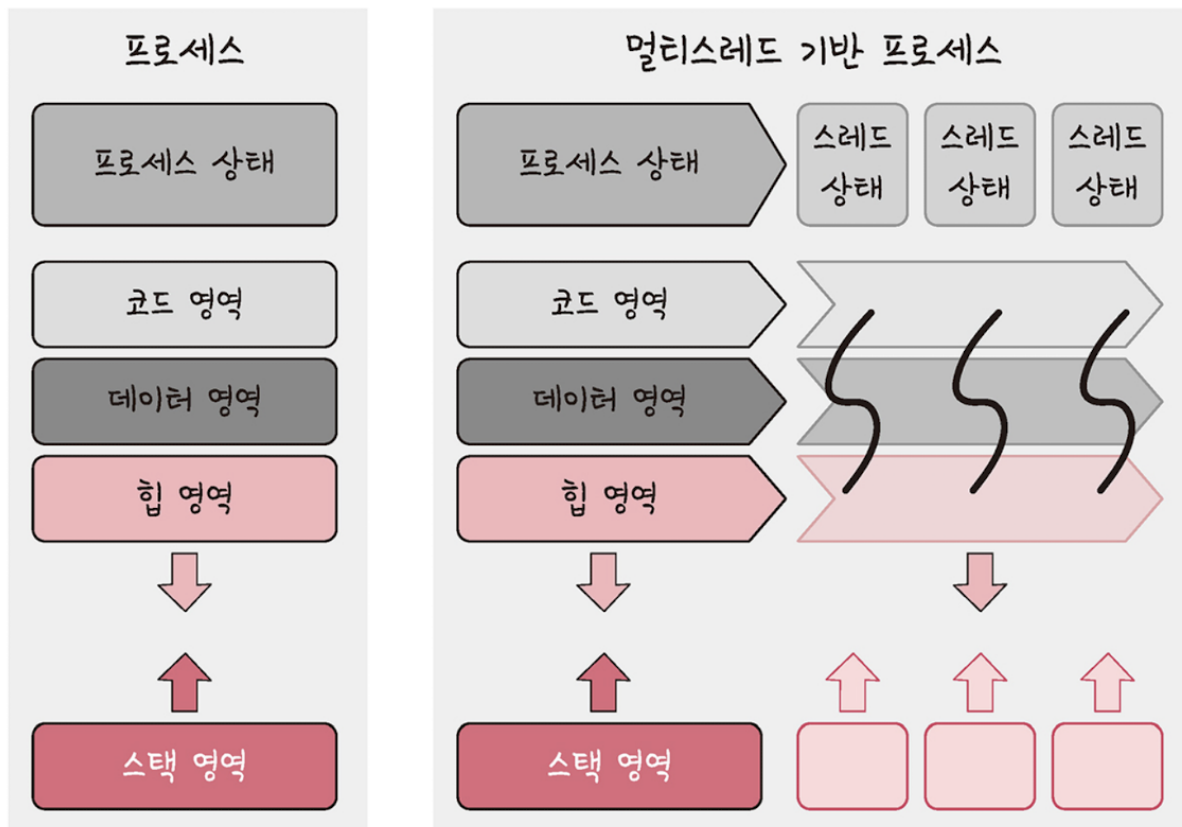 프로세스
프로세스 상태
코드 영역
데이터 영역
힙 영역
스택 영역
멀티스레드 기반 프로세스
프로세스 상태
스레드
상태
스레드
상태
스레드
상태
코드 영역
데이터 영역
힙 영역
스택 영역